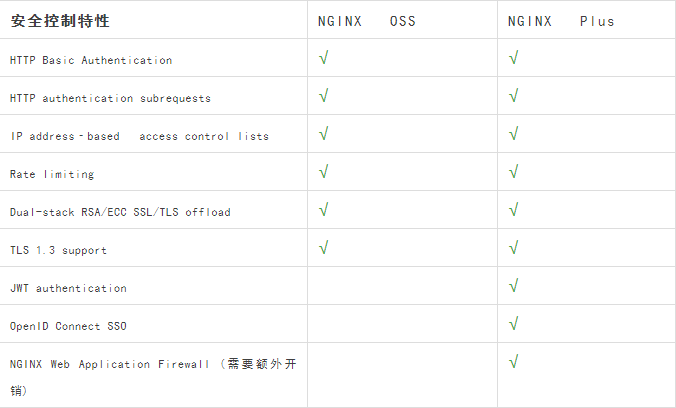 安全控制特性 NGINX OSS NGINX Plus
HTTP Basic Authentication √ √
HTTP authentication subrequests √ √
IP address‐based access control lists √ √
Rate limiting √ √
Dual-stack RSA/ECC SSL/TLS offload √ √
TLS 1.3 support √ √
JWT authentication √
OpenID Connect SSO √
NGINX Web Application Firewall (需要额外开 √
销)